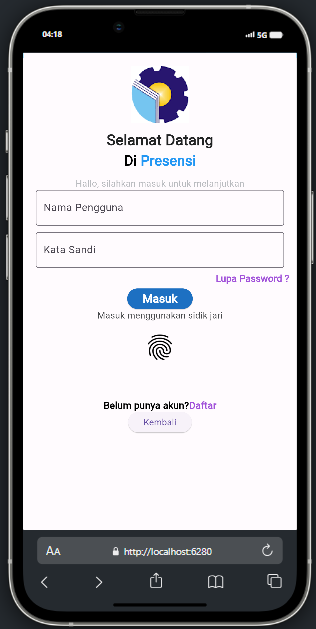 04:18
5G
Selamat Datang
Di Presensi
Hallo, silahkan masuk untuk melanjutkan
Nama Pengguna
Kata Sandi
Lupa Password ?
Masuk
Masuk menggunakan sidik jari
Belum punya akun?Daftar
Kembali
AA
http://localhost:6280